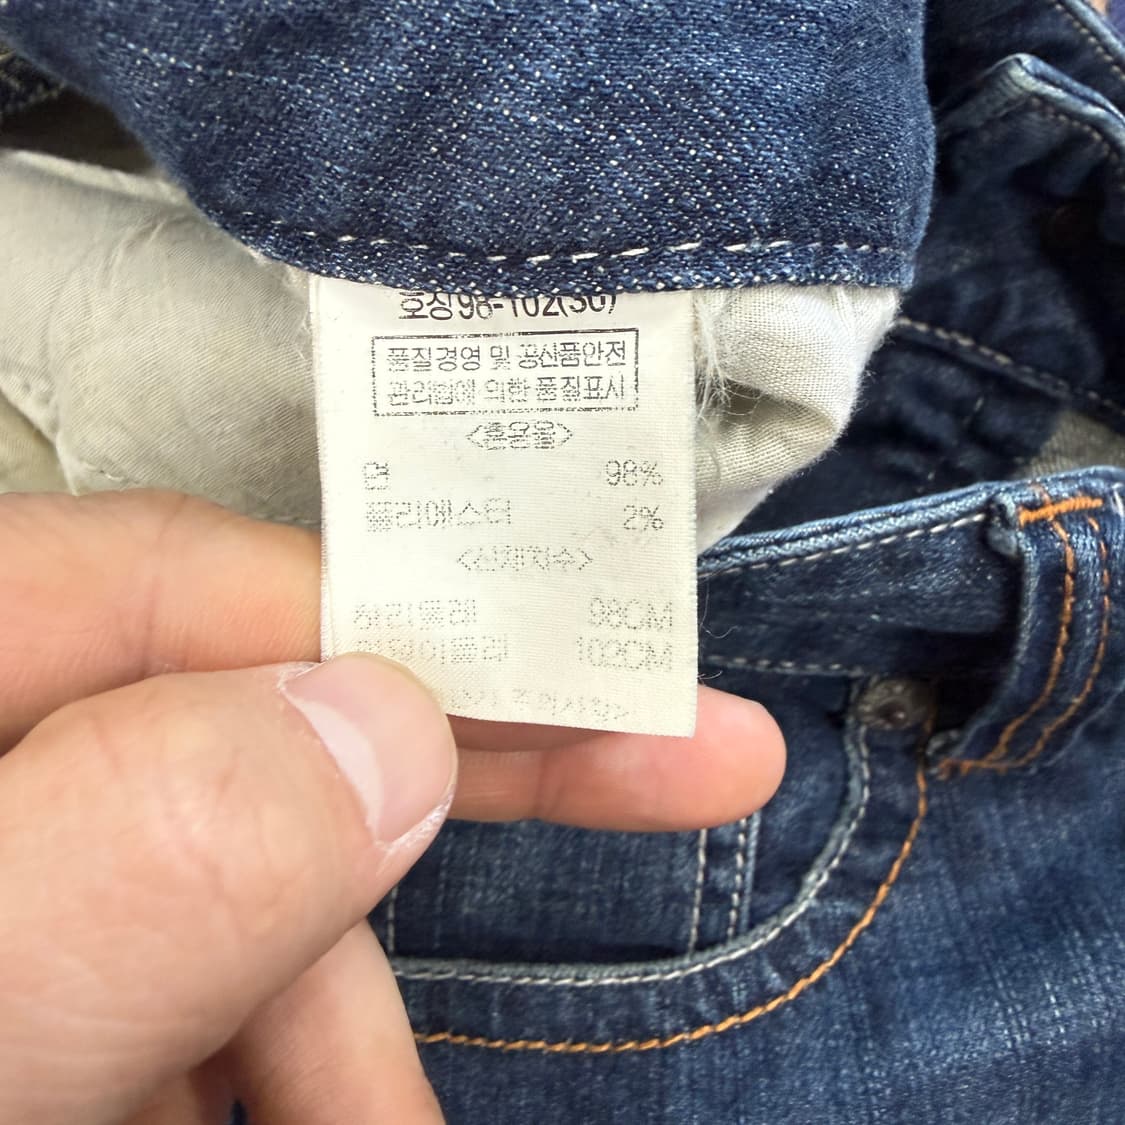 호칭98-102(36)
품질경영 및 공산품안전
관리법에 의한 품질표시
<혼용율>
면 98%
폴리에스터 2%
<신체치수>
허리둘레 98CM
엉덩이둘레 102CM